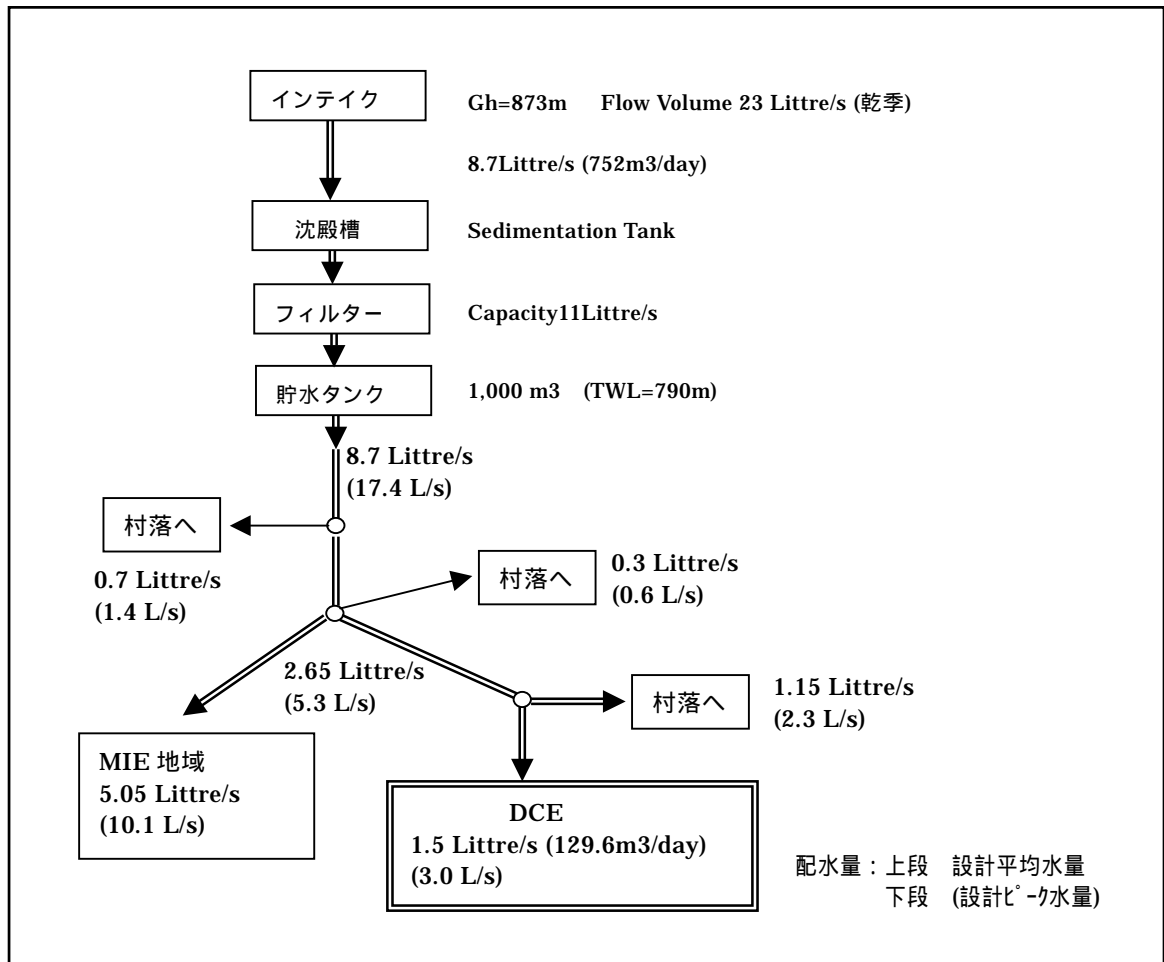 インテイク
Gh=873m Flow Volume 23 Littre/s (乾季)
8.7Littre/s (752m3/day)
沈殿槽
Sedimentation Tank
フィルター
Capacity11Littre/s
貯水タンク
1,000 m3 (TWL=790m)
8.7 Littre/s
(17.4 L/s)
村落へ
0.7 Littre/s
(1.4 L/s)
村落へ
0.3 Littre/s
(0.6 L/s)
2.65 Littre/s
(5.3 L/s)
村落へ
1.15 Littre/s
(2.3 L/s)
MIE 地域
5.05 Littre/s
(10.1 L/s)
DCE
1.5 Littre/s (129.6m3/day)
(3.0 L/s)
配水量：上段 設計平均水量
下段 (設計ﾋﾟｰｸ水量)